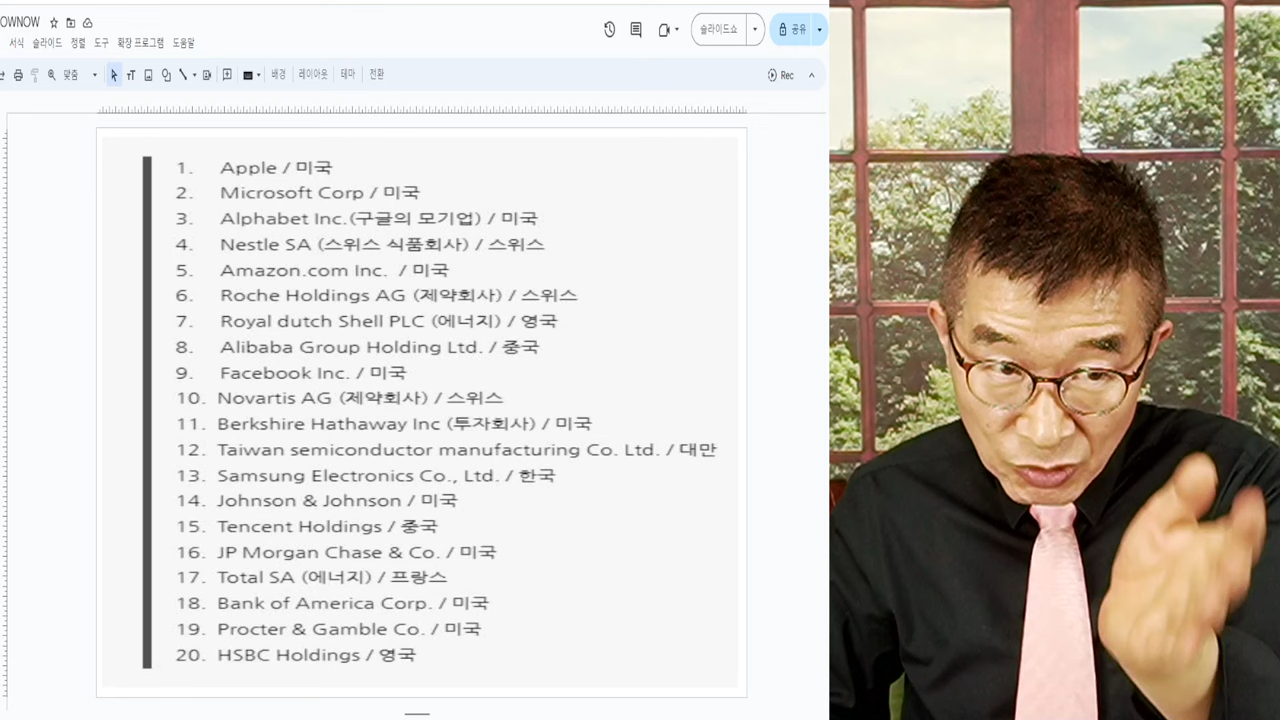 OWNOW
서식 슬라이드 정렬 도구 확장 프로그램 도움말
슬라이드쇼
공유
맞춤
배경 레이아웃 테마 전환
Rec
1. Apple / 미국
2. Microsoft Corp / 미국
3. Alphabet Inc.(구글의 모기업) / 미국
4. Nestle SA (스위스 식품회사) / 스위스
5. Amazon.com Inc. / 미국
6. Roche Holdings AG (제약회사) / 스위스
7. Royal dutch Shell PLC (에너지) / 영국
8. Alibaba Group Holding Ltd. / 중국
9. Facebook Inc. / 미국
10. Novartis AG (제약회사) / 스위스
11. Berkshire Hathaway Inc (투자회사) / 미국
12. Taiwan semiconductor manufacturing Co. Ltd. / 대만
13. Samsung Electronics Co., Ltd. / 한국
14. Johnson & Johnson / 미국
15. Tencent Holdings / 중국
16. JP Morgan Chase & Co. / 미국
17. Total SA (에너지) / 프랑스
18. Bank of America Corp. / 미국
19. Procter & Gamble Co. / 미국
20. HSBC Holdings / 영국